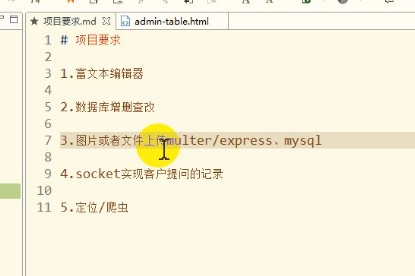 项目要求.md admin-table.html
1 # 项目要求
2
3 1.富文本编辑器
4
5 2.数据库增删查改
6
7 3.图片或者文件上传multer/express、mysql
8
9 4.socket实现客户提问的记录
10
11 5.定位/爬虫